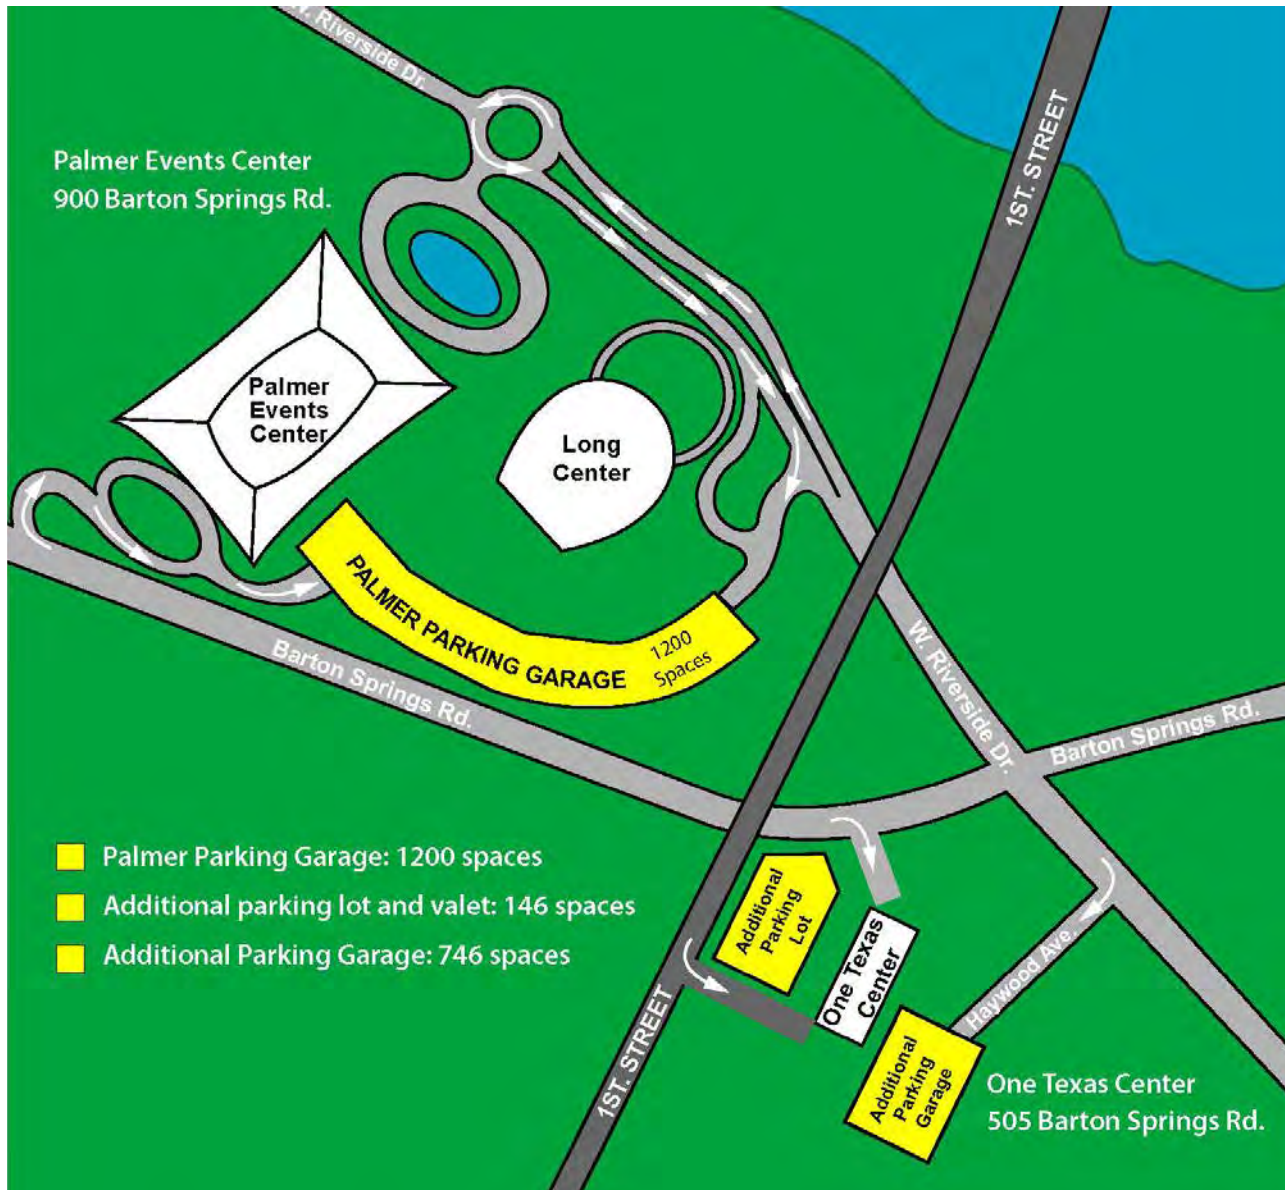 W. Riverside Dr.
1ST. STREET
Palmer Events Center
900 Barton Springs Rd.
Palmer
Events
Center
Long
Center
PALMER PARKING GARAGE
1200
Spaces
Barton Springs Rd.
W. Riverside Dr.
Barton Springs Rd.
Palmer Parking Garage: 1200 spaces
Additional parking lot and valet: 146 spaces
Additional Parking Garage: 746 spaces
Additional
Parking
Lot
One Texas
Center
Haywood Ave.
1ST. STREET
Additional
Parking
Garage
One Texas Center
505 Barton Springs Rd.